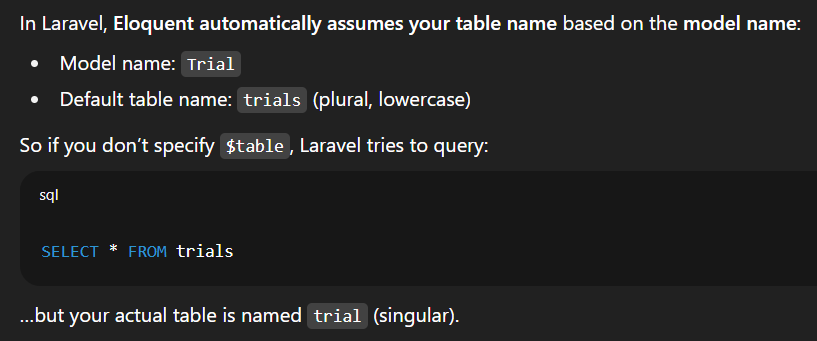 In Laravel, Eloquent automatically assumes your table name based on the model name:
• Model name: Trial
• Default table name: trials (plural, lowercase)
So if you don’t specify $table, Laravel tries to query:
sql
SELECT * FROM trials
...but your actual table is named trial (singular).